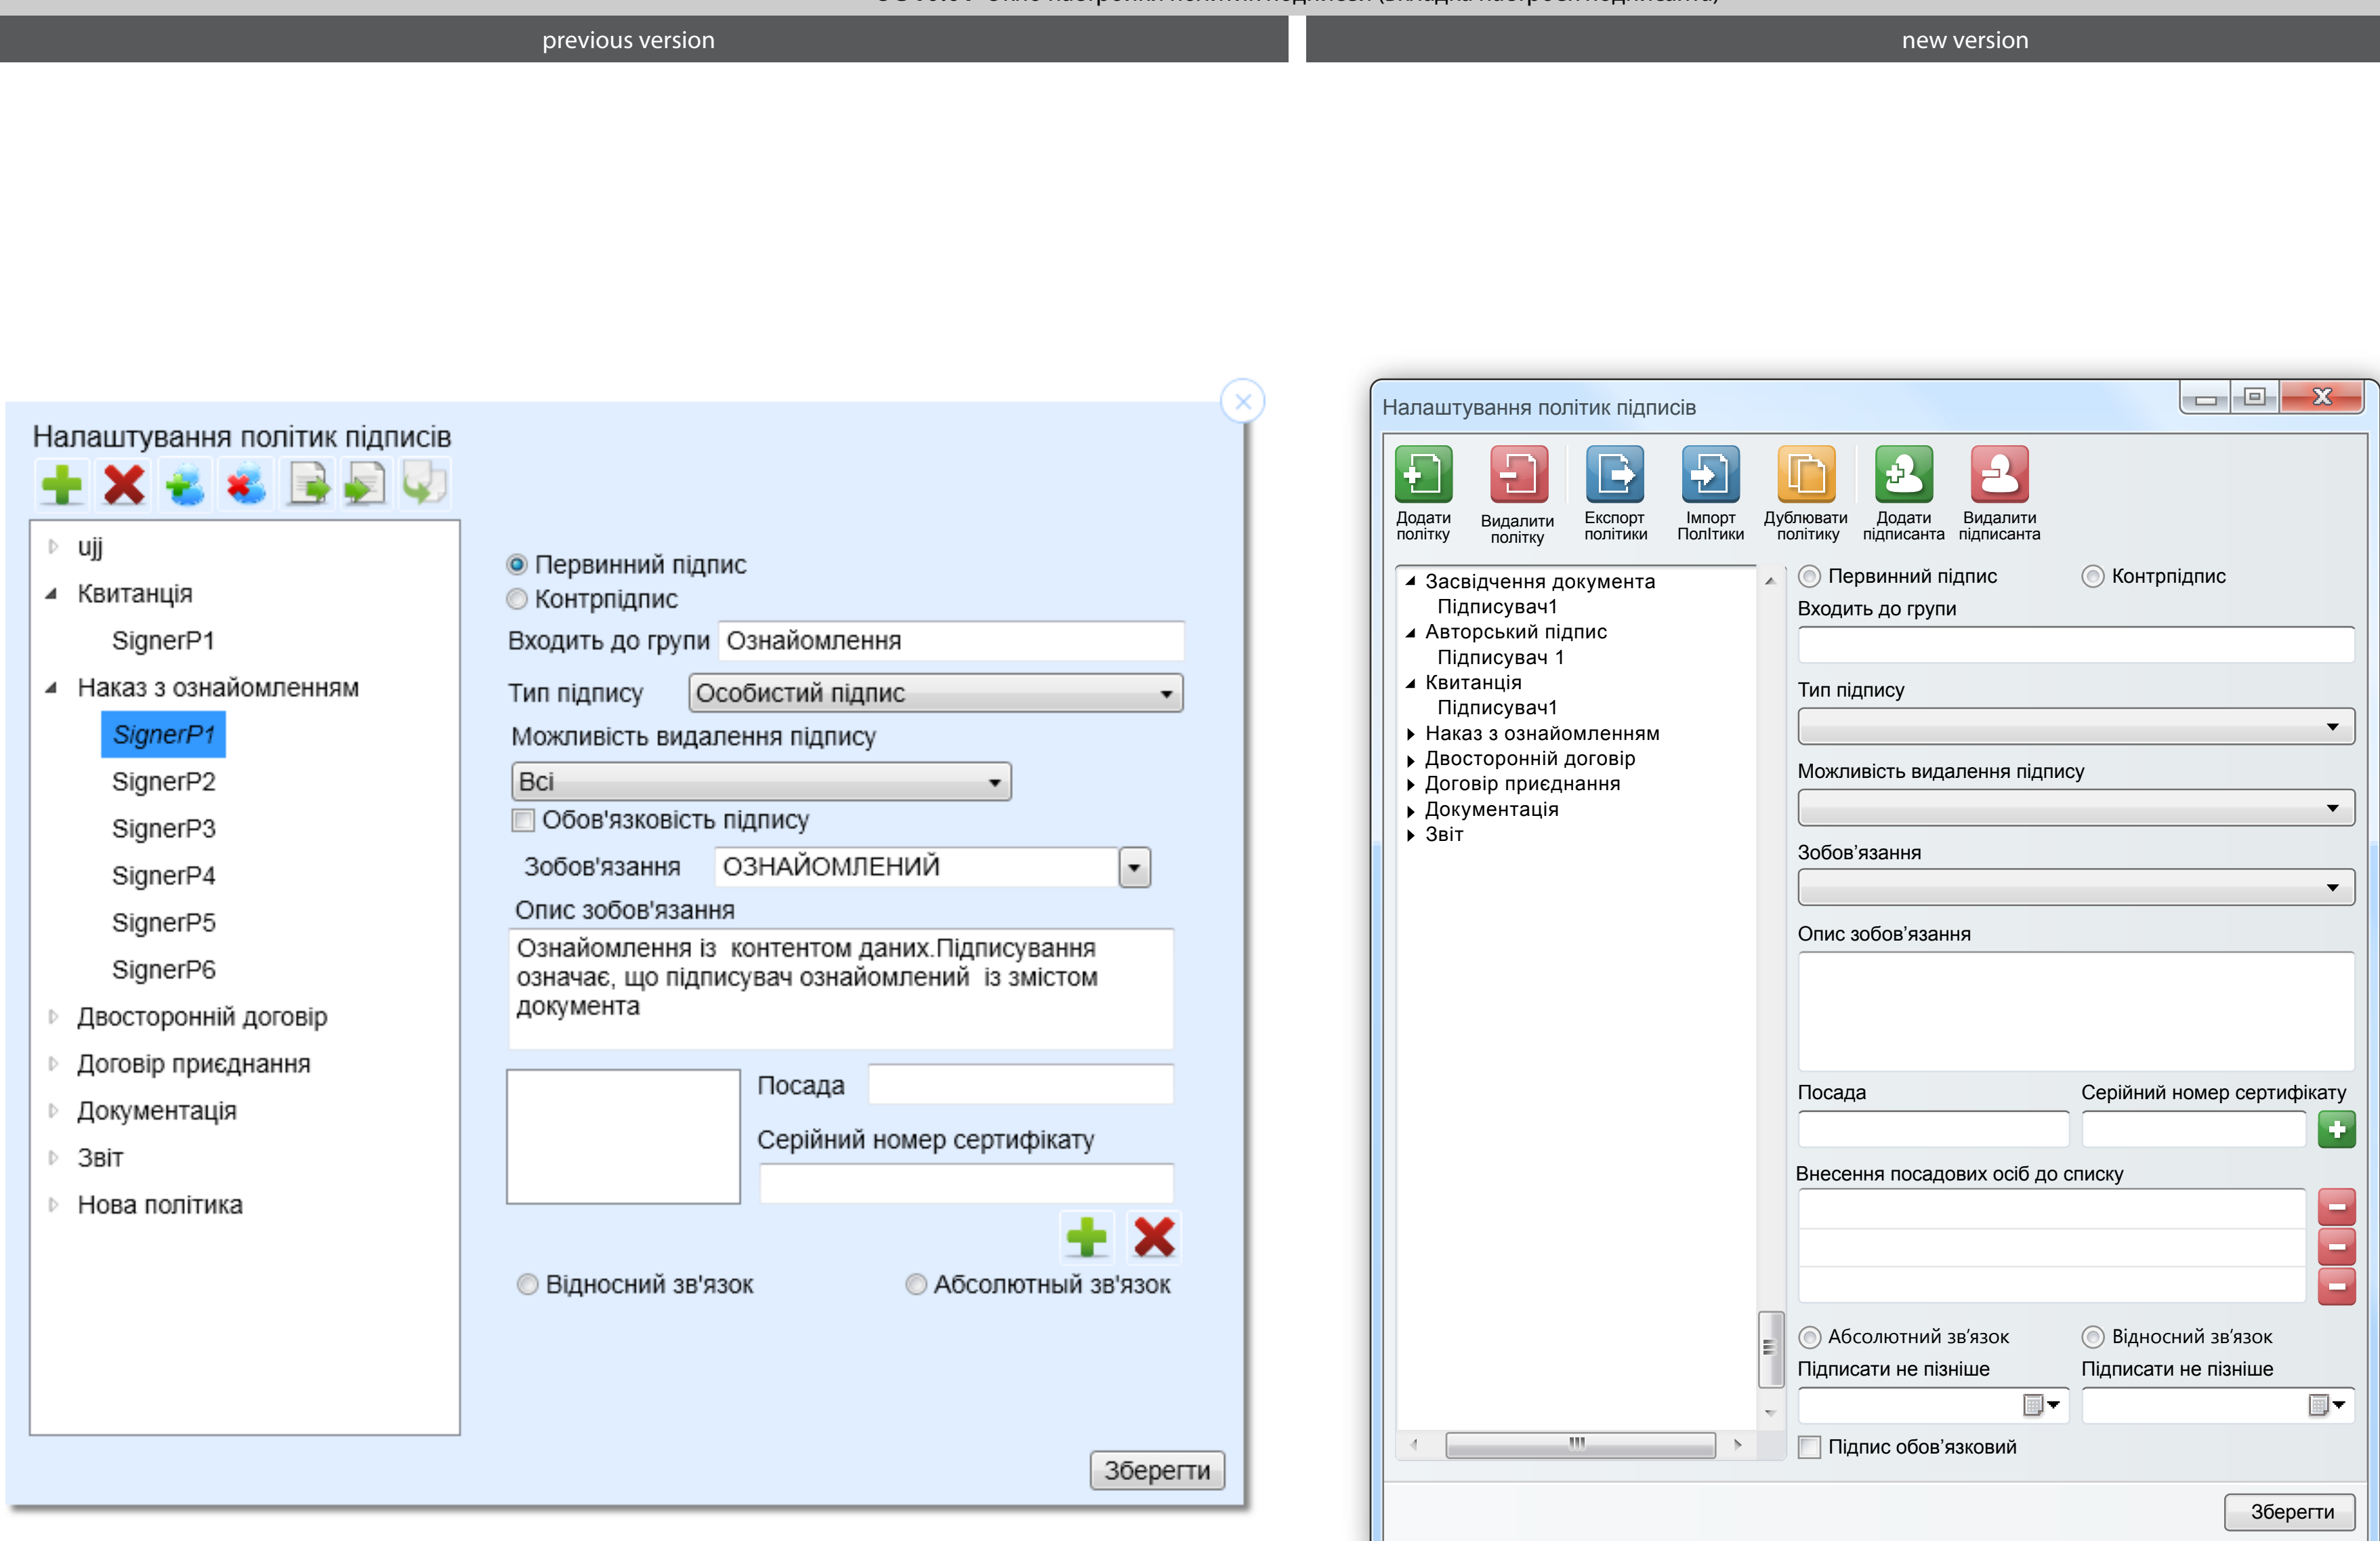 previous version
new version
Налаштування політик підписів
ujj
Квитанція
SignerP1
Наказ з ознайомленням
SignerP1
SignerP2
SignerP3
SignerP4
SignerP5
SignerP6
Двосторонній договір
Договір приєднання
Документація
Звіт
Нова політика
Первинний підпис
Контрпідпис
Входить до групи Ознайомлення
Тип підпису Особистий підпис
Можливість видалення підпису
Всі
Обов'язковість підпису
Зобов'язання ОЗНАЙОМЛЕНИЙ
Опис зобов'язання
Ознайомлення із контентом даних.Підписування
означає, що підписувач ознайомлений із змістом
документа
Посада
Серійний номер сертифікату
Відносний зв'язок Абсолютный зв'язок
Зберегти
Налаштування політик підписів
Додати
політку
Видалити
політку
Експорт
політики
Імпорт
ПолІтики
Дублювати
політику
Додати
підписанта
Видалити
підписанта
Засвідчення документа
Підписувач1
Авторський підпис
Підписувач 1
Квитанція
Підписувач1
Наказ з ознайомленням
Двосторонній договір
Договір приєднання
Документація
Звіт
Первинний підпис Контрпідпис
Входить до групи
Тип підпису
Можливість видалення підпису
Зобов’язання
Опис зобов’язання
Посада Серійний номер сертифікату
Внесення посадових осіб до списку
Абсолютний зв’язок Відносний зв’язок
Підписати не пізніше Підписати не пізніше
Підпис обов’язковий
Зберегти